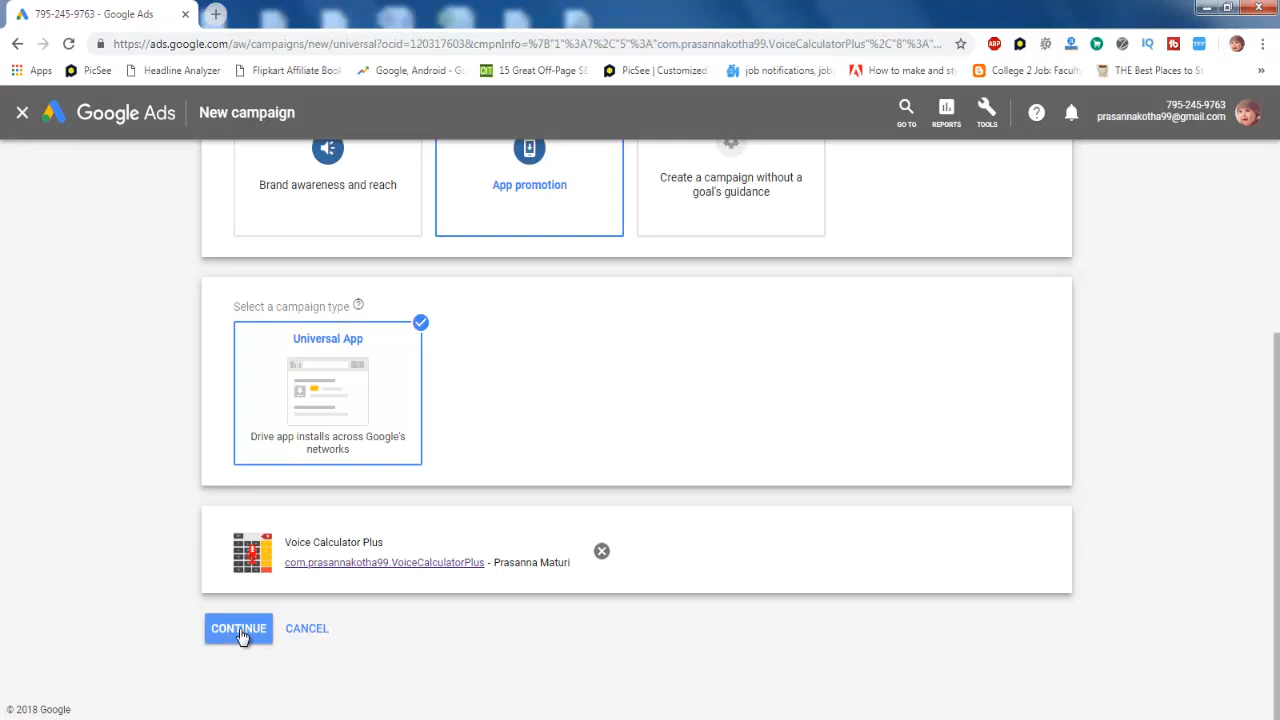 795-245-9763 - Google Ads
https://ads.google.com/aw/campaigns/new/universal?ocid=120317603&cmpnInfo=%7B"1"%3A7%2C"5"%3A"com.prasannakotha99.VoiceCalculatorPlus"%2C"8"%3A...
Apps PicSee Headline Analyzer Flipkart Affiliate Book Google, Android - Go 15 Great Off-Page SE PicSee | Customized job notifications, job How to make and st College 2 Job: Facult THE Best Places to St »
Google Ads New campaign
GO TO REPORTS TOOLS
795-245-9763
prasannakotha99@gmail.com
Brand awareness and reach
App promotion
Create a campaign without a
goal's guidance
Select a campaign type
Universal App
Drive app installs across Google's
networks
Voice Calculator Plus
com.prasannakotha99.VoiceCalculatorPlus - Prasanna Maturi
CONTINUE CANCEL
© 2018 Google